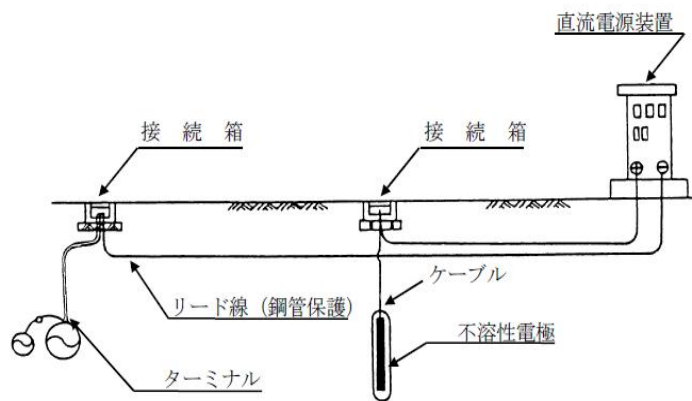 直流電源装置
接続箱
接続箱
⊕ ⊖
ケーブル
リード線（鋼管保護）
不溶性電極
ターミナル